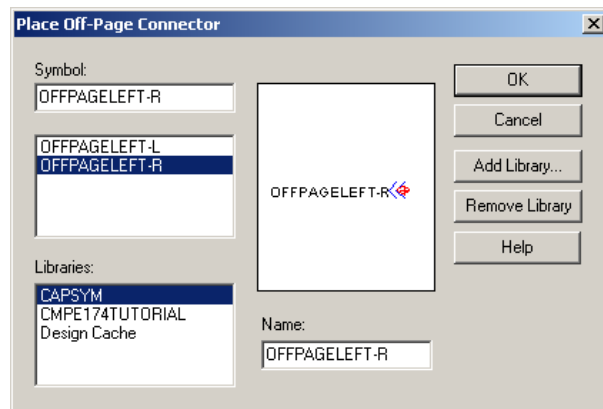 Place Off-Page Connector
Symbol:
OFFPAGELEFT-R
OFFPAGELEFT-L
OFFPAGELEFT-R
Libraries:
CAPSYM
CMPE174TUTORIAL
Design Cache
OFFPAGELEFT-R
Name:
OFFPAGELEFT-R
OK
Cancel
Add Library...
Remove Library
Help